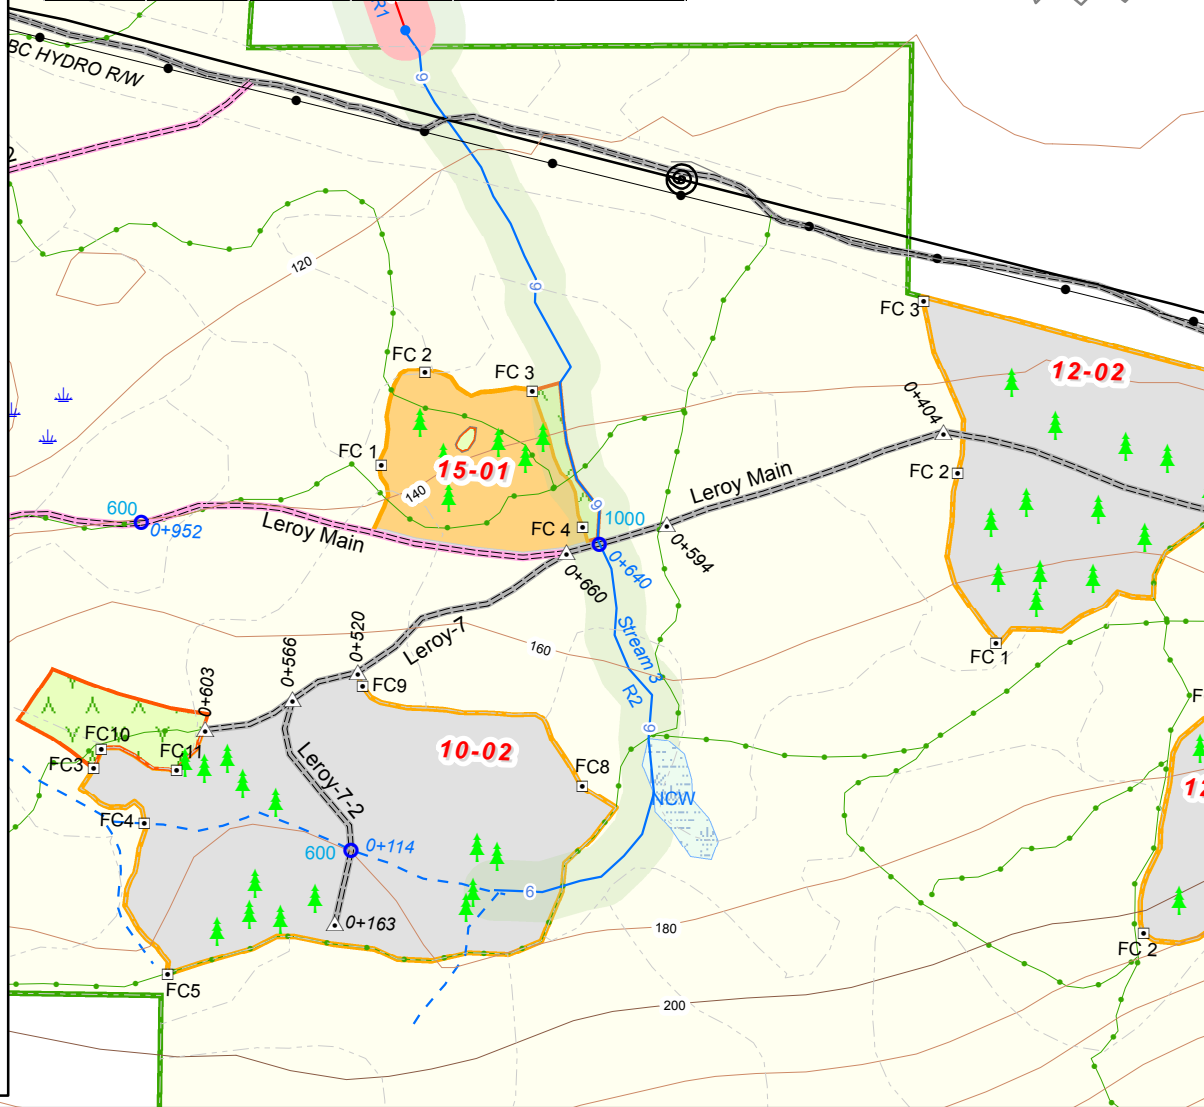 R1
9
BC HYDRO R/W
120
9
FC 3
12-02
FC 2
FC 3
0+404
FC 1
15-01
140
FC 2
Leroy Main
600
0+952
Leroy Main
9
1000
FC 4
0+640
0+594
0+660
0+520
Leroy-7
160
Stream 3
FC 1
0+566
0+603
FC9
R2
9
10-02
FC10
FC11
FC3
FC8
Leroy-7-2
NCW
FC4
600
0+114
6
0+163
180
FC 2
FC5
200